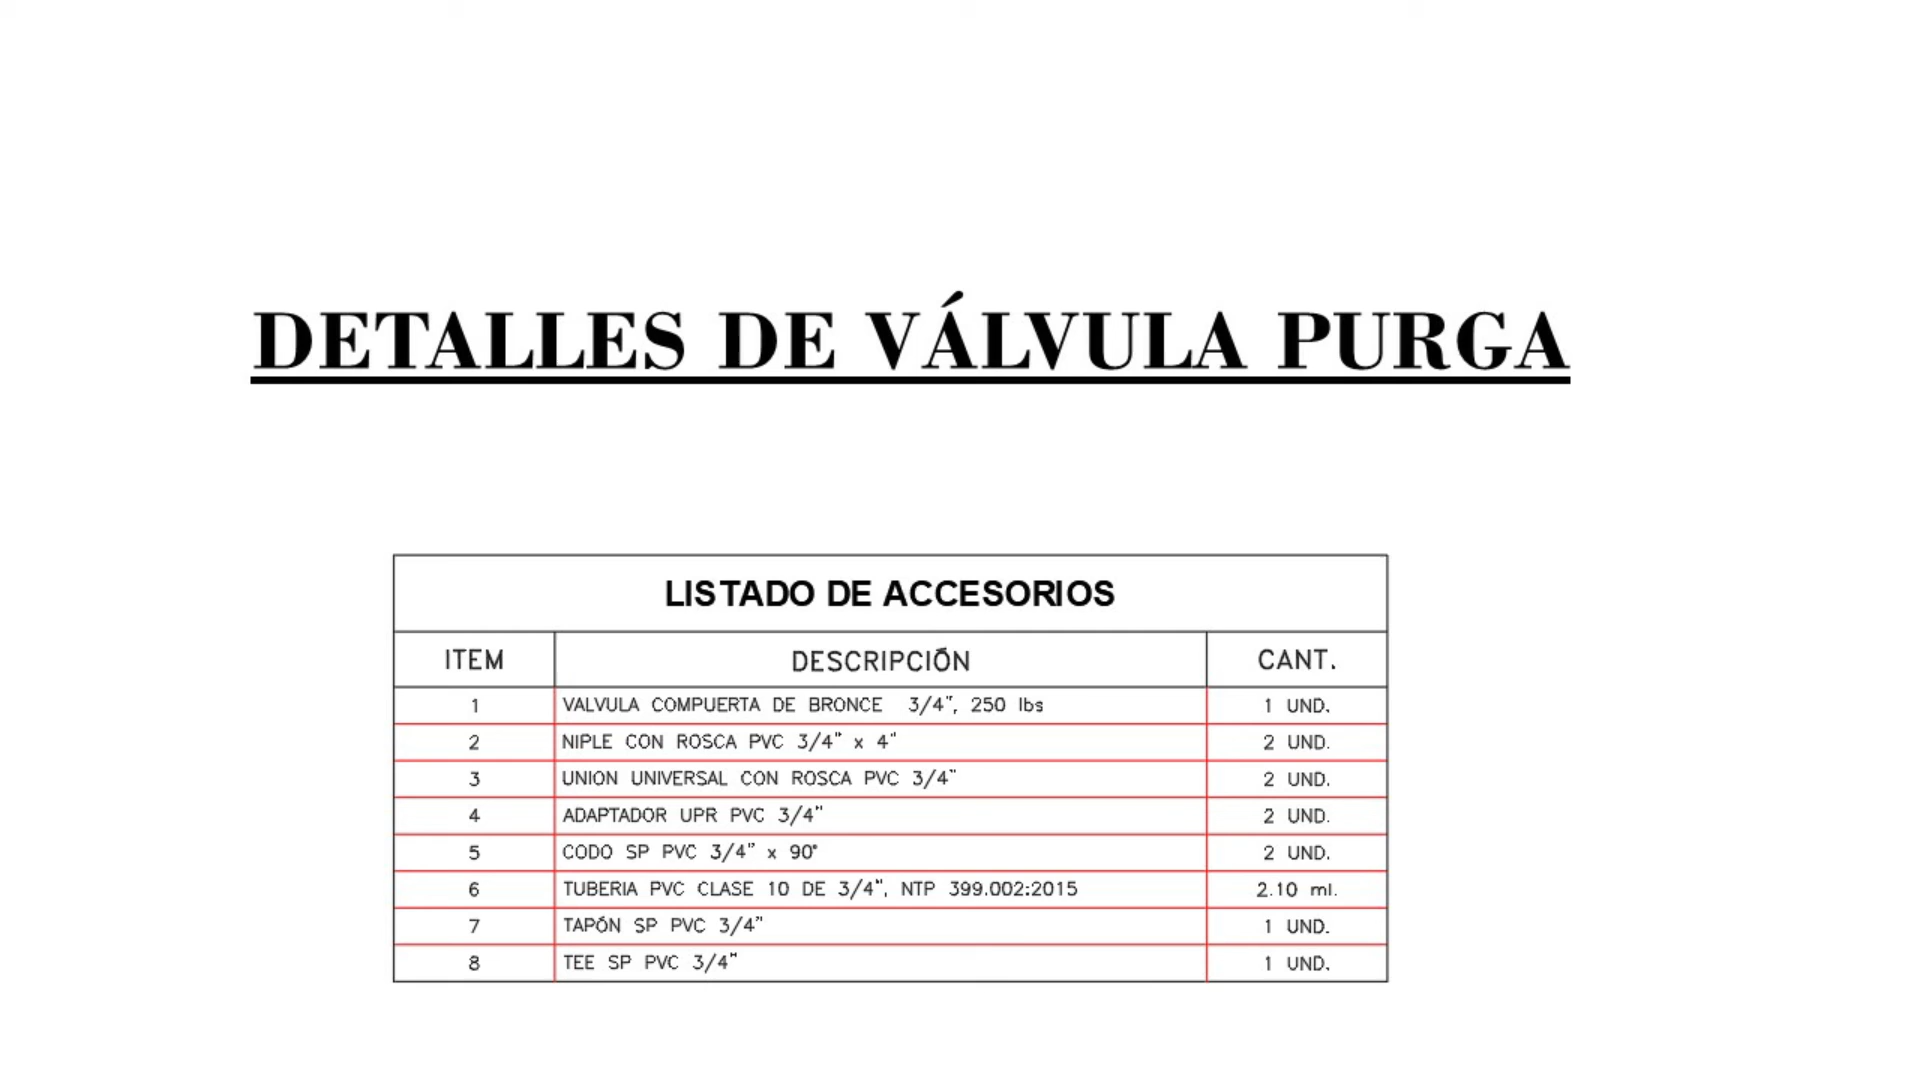 DETALLES DE VÁLVULA PURGA
LISTADO DE ACCESORIOS
ITEM DESCRIPCIÓN CANT.
1 VALVULA COMPUERTA DE BRONCE 3/4", 250 lbs 1 UND.
2 NIPLE CON ROSCA PVC 3/4" x 4" 2 UND.
3 UNION UNIVERSAL CON ROSCA PVC 3/4" 2 UND.
4 ADAPTADOR UPR PVC 3/4" 2 UND.
5 CODO SP PVC 3/4" x 90° 2 UND.
6 TUBERIA PVC CLASE 10 DE 3/4", NTP 399.002:2015 2.10 ml.
7 TAPÓN SP PVC 3/4" 1 UND.
8 TEE SP PVC 3/4" 1 UND.